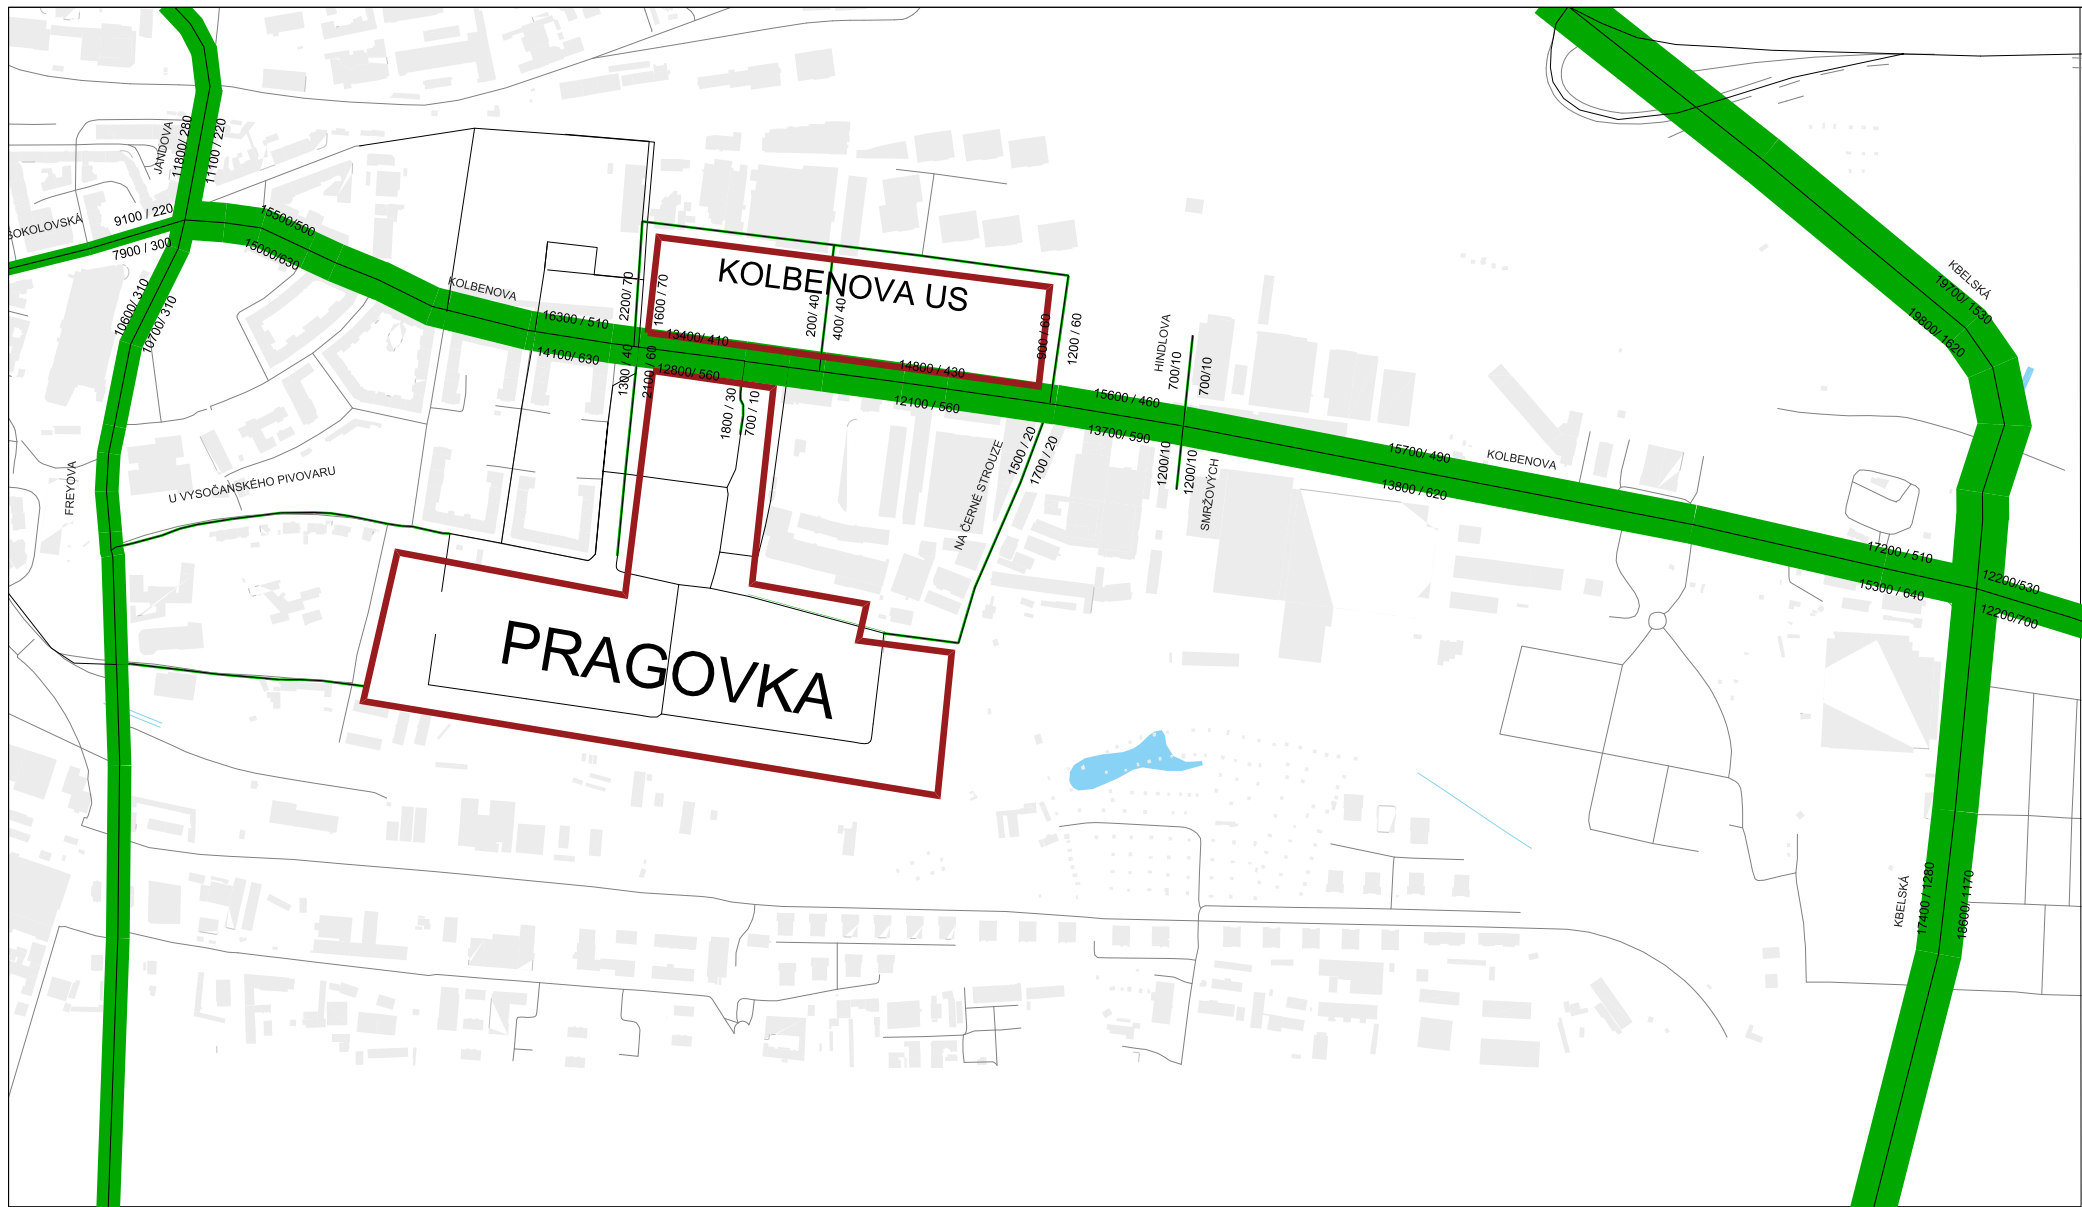 JANDOVA
11800/ 280
11100 / 220
SOKOLOVSKÁ
9100 / 220
7900 / 300
15500/500
15000/630
10600/ 310
10700/ 310
KOLBENOVA
16300 / 510
14100/ 630
2200/ 70
1600 / 70
KOLBENOVA US
200/ 40
400/ 40
13400/ 410
12800/ 560
1300 / 40
2100 / 60
1800 / 30
700 / 10
14800 / 430
12100 / 560
900 / 60
1200 / 60
HINDLOVA
700/10
700/10
15600 / 460
13700/ 590
1200/10
1200/10
SMRŽOVÝCH
NA ČERNÉ STROUZE
1500 / 20
1700 / 20
15700/ 490
13800 / 620
KOLBENOVA
KBELSKÁ
19700/ 1530
19800/ 1620
17200 / 510
15300 / 640
12200/530
12200/700
FREYOVA
U VYSOČANSKÉHO PIVOVARU
PRAGOVKA
KBELSKÁ
17400 / 1280
18600/ 1170